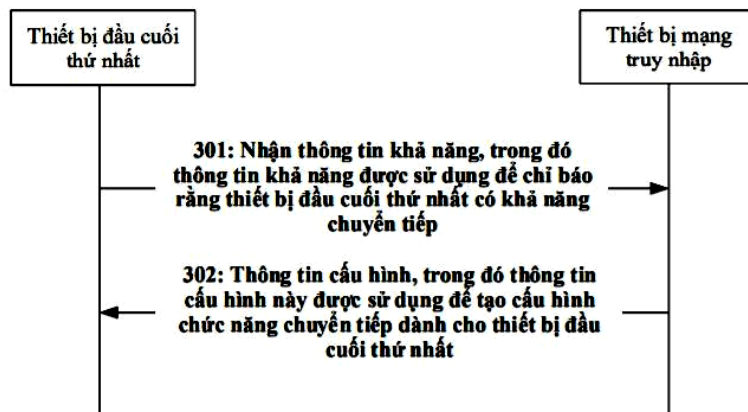 Thiết bị đầu cuối
thứ nhất
Thiết bị mạng
truy nhập
301: Nhận thông tin khả năng, trong đó
thông tin khả năng được sử dụng để chỉ báo
rằng thiết bị đầu cuối thứ nhất có khả năng
chuyển tiếp
302: Thông tin cấu hình, trong đó thông tin
cấu hình này được sử dụng để tạo cấu hình
chức năng chuyển tiếp dành cho thiết bị đầu
cuối thứ nhất